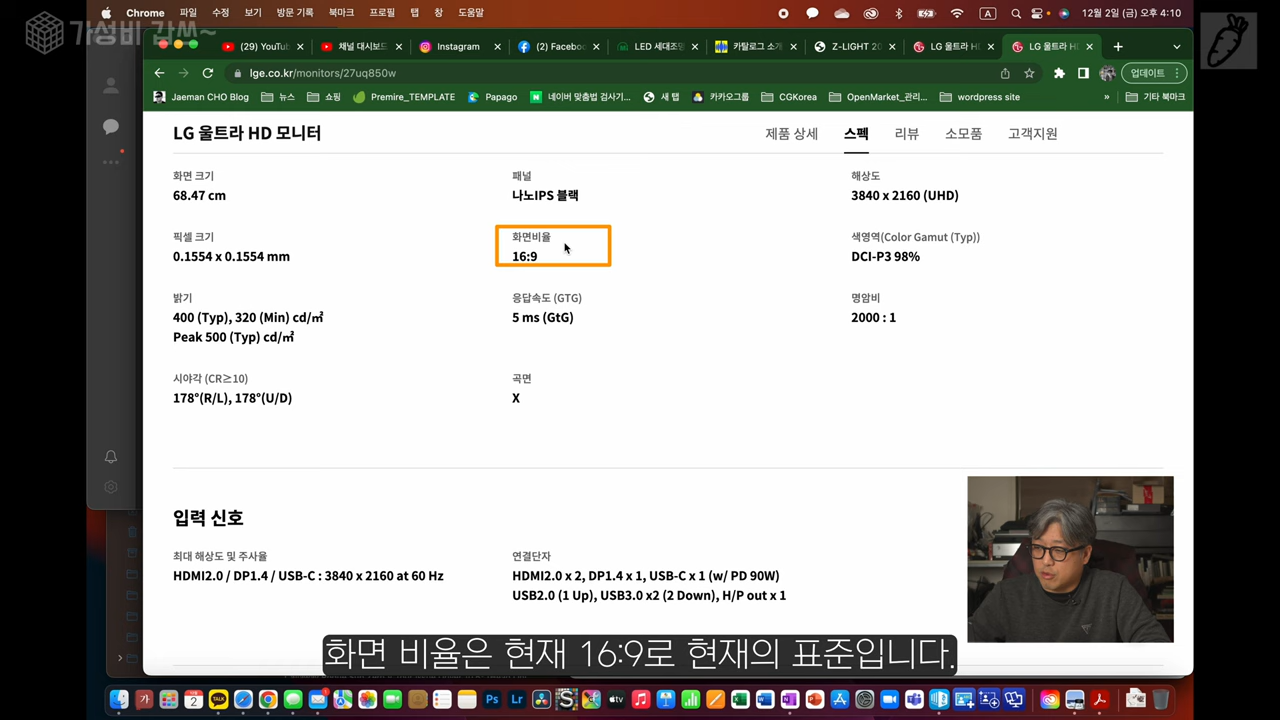 가성비 갑쓰~
Chrome 파일 수정 보기 방문 기록 북마크 프로필 탭 창 도움말
A 12월 2일 (금) 오후 4:10
(29) YouTub
채널 대시보드
Instagram
(2) Facebo
LED 세대조명
카탈로그 소개
Z-LIGHT 20
LG 울트라 HD
LG 울트라 HD
lge.co.kr/monitors/27uq850w
업데이트
Jaeman CHO Blog 뉴스 쇼핑 Premire_TEMPLATE Papago 네이버 맞춤법 검사기... 새 탭 카카오그룹 CGKorea OpenMarket_관리... wordpress site » 기타 북마크
LG 울트라 HD 모니터
제품 상세 스펙 리뷰 소모품 고객지원
화면 크기
68.47 cm
패널
나노IPS 블랙
해상도
3840 x 2160 (UHD)
픽셀 크기
0.1554 x 0.1554 mm
화면비율
16:9
색영역(Color Gamut (Typ))
DCI-P3 98%
밝기
400 (Typ), 320 (Min) cd/㎡
Peak 500 (Typ) cd/㎡
응답속도 (GTG)
5 ms (GtG)
명암비
2000 : 1
시야각 (CR≥10)
178º(R/L), 178º(U/D)
곡면
X
입력 신호
최대 해상도 및 주사율
HDMI2.0 / DP1.4 / USB-C : 3840 x 2160 at 60 Hz
연결단자
HDMI2.0 x 2, DP1.4 x 1, USB-C x 1 (w/ PD 90W)
USB2.0 (1 Up), USB3.0 x2 (2 Down), H/P out x 1
화면 비율은 현재 16:9로 현재의 표준입니다.